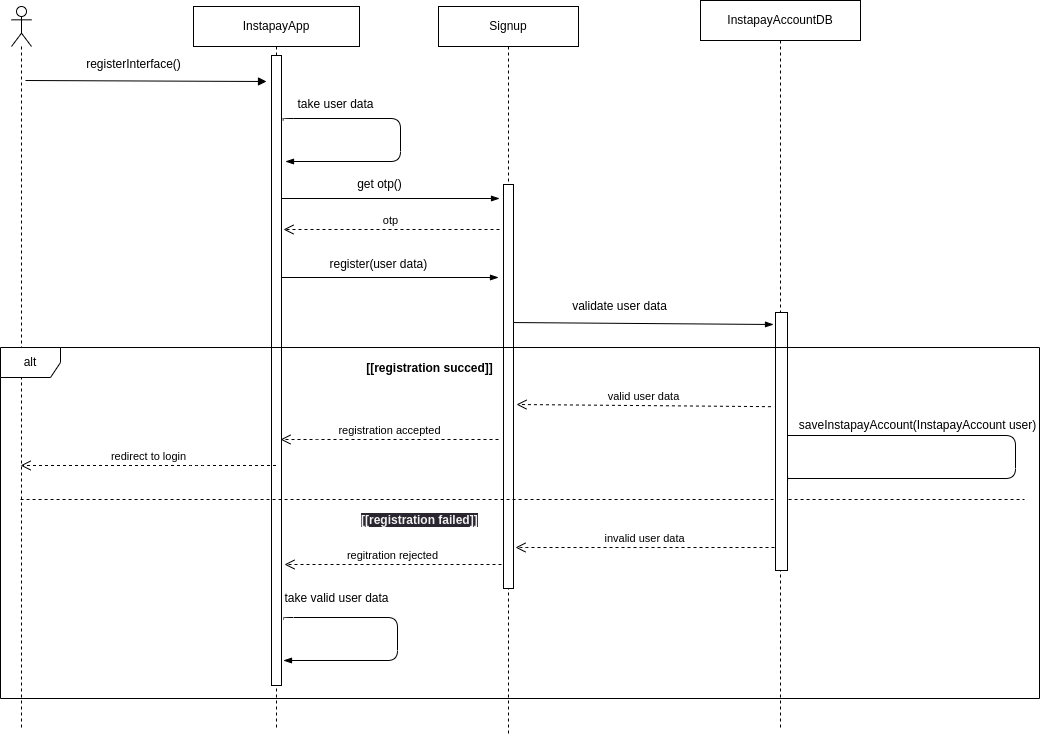 InstapayApp
Signup
InstapayAccountDB
registerInterface()
take user data
get otp()
otp
register(user data)
validate user data
alt
[[registration succed]]
valid user data
saveInstapayAccount(InstapayAccount user)
registration accepted
redirect to login
[[registration failed]]
invalid user data
regitration rejected
take valid user data